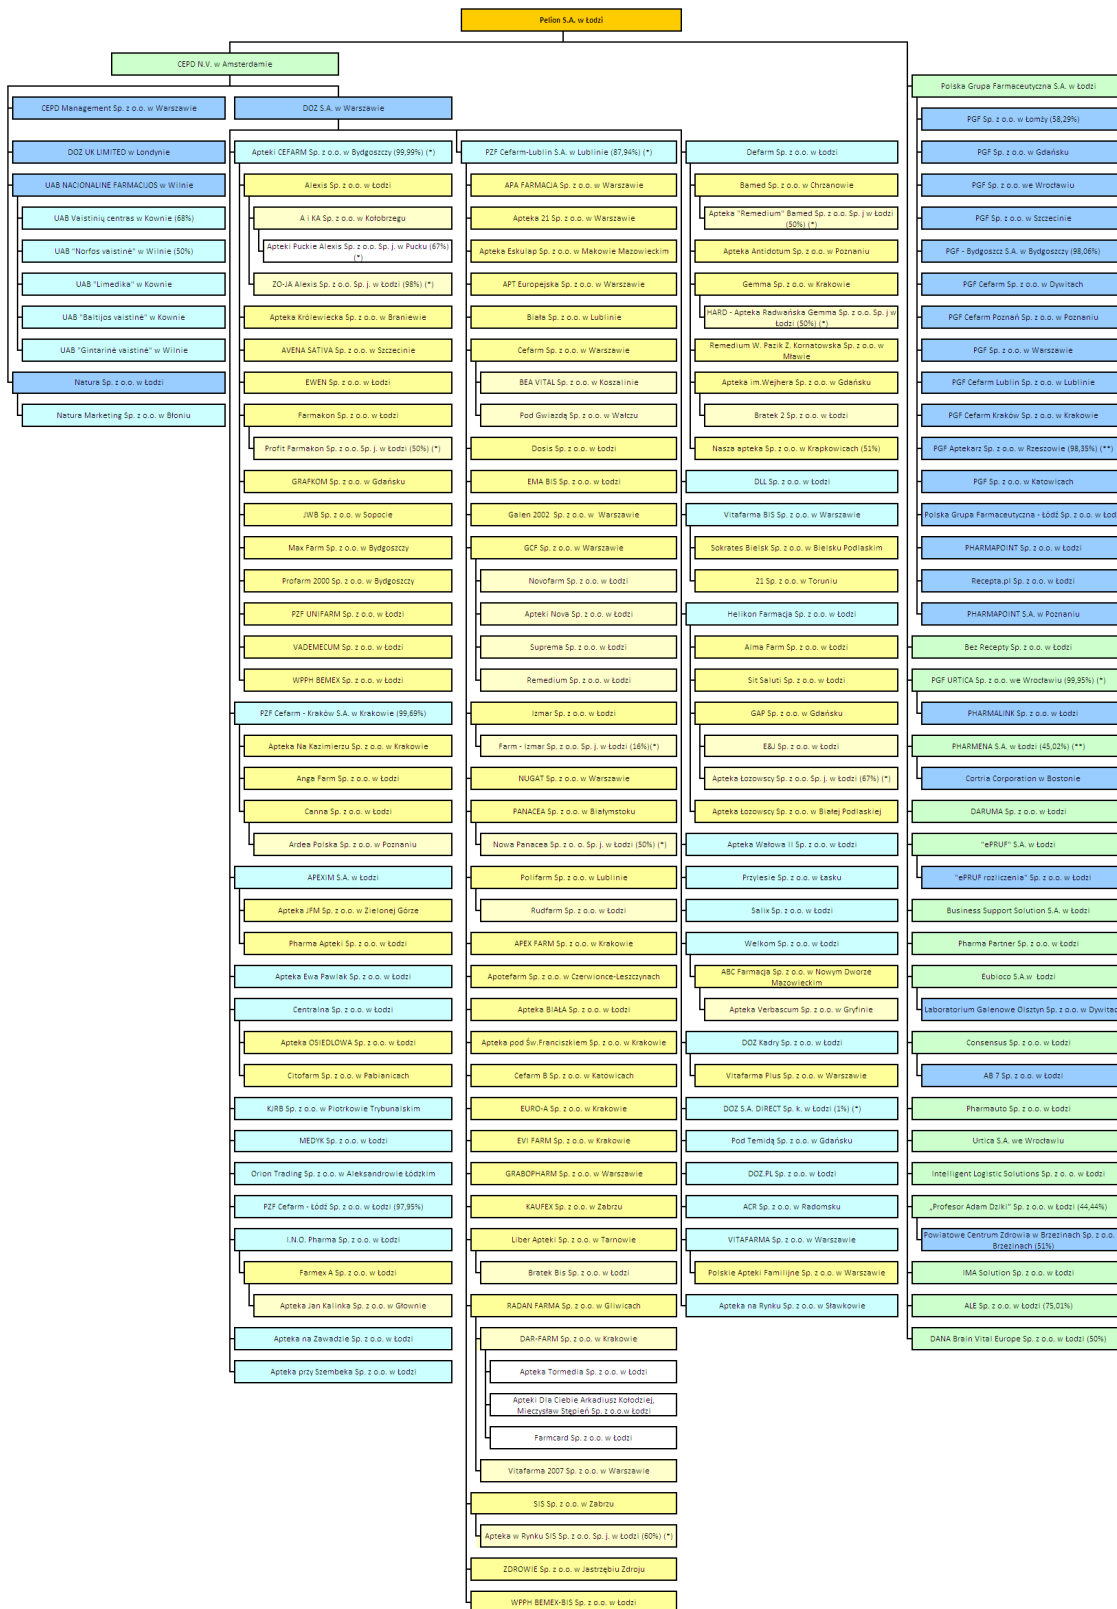 Pelion S.A. w Łodzi
CEPD N.V. w Amsterdamie
CEPD Management Sp. z o.o. w Warszawie
DOZ UK LIMITED w Londynie
UAB NACIONALINE FARMACIJOS w Wilnie
UAB Vaistinių centras w Kownie (68%)
UAB "Norfos vaistinė" w Wilnie (50%)
UAB "Limedika" w Kownie
UAB "Baltijos vaistinė" w Kownie
UAB "Gintarinė vaistinė" w Wilnie
Natura Sp. z o.o. w Łodzi
Natura Marketing Sp. z o.o. w Błoniu
DOZ S.A. w Warszawie
Apteki CEFARM Sp. z o.o. w Bydgoszczy (99,99%) (*)
Alexis Sp. z o.o. w Łodzi
A i KA Sp. z o.o. w Kołobrzegu
Apteki Puckie Alexis Sp. z o.o. Sp. j. w Pucku (67%)
(*)
ZO-JA Alexis Sp. z o.o. Sp. j. w Łodzi (98%) (*)
Apteka Królewiecka Sp. z o.o. w Braniewie
AVENA SATIVA Sp. z o.o. w Szczecinie
EWEN Sp. z o.o. w Łodzi
Farmakon Sp. z o.o. w Łodzi
Profit Farmakon Sp. z o.o. Sp. j. w Łodzi (50%) (*)
GRAFKOM Sp. z o.o. w Gdańsku
JWB Sp. z o.o. w Sopocie
Max Farm Sp. z o.o. w Bydgoszczy
Profarm 2000 Sp. z o.o. w Bydgoszczy
PZF UNIFARM Sp. z o.o. w Łodzi
VADEMECUM Sp. z o.o. w Łodzi
WPPH BEMEX Sp. z o.o. w Łodzi
PZF Cefarm - Kraków S.A. w Krakowie (99,69%)
Apteka Na Kazimierzu Sp. z o.o. w Krakowie
Anga Farm Sp. z o.o. w Łodzi
Canna Sp. z o.o. w Łodzi
Ardea Polska Sp. z o.o. w Poznaniu
APEXIM S.A. w Łodzi
Apteka JFM Sp. z o.o. w Zielonej Górze
Pharma Apteki Sp. z o.o. w Łodzi
Apteka Ewa Pawlak Sp. z o.o. w Łodzi
Centralna Sp. z o.o. w Łodzi
Apteka OSIEDLOWA Sp. z o.o. w Łodzi
Citofarm Sp. z o.o. w Pabianicach
KJRB Sp. z o.o. w Piotrkowie Trybunalskim
MEDYK Sp. z o.o. w Łodzi
Orion Trading Sp. z o.o. w Aleksandrowie Łódzkim
PZF Cefarm - Łódź Sp. z o.o. w Łodzi (97,95%)
I.N.O. Pharma Sp. z o.o. w Łodzi
Farmex A Sp. z o.o. w Łodzi
Apteka Jan Kalinka Sp. z o.o. w Głownie
Apteka na Zawadzie Sp. z o.o. w Łodzi
Apteka przy Szembeka Sp. z o.o. w Łodzi
PZF Cefarm-Lublin S.A. w Lublinie (87,94%) (*)
APA FARMACJA Sp. z o.o. w Warszawie
Apteka 21 Sp. z o.o. w Warszawie
Apteka Eskulap Sp. z o.o. w Makowie Mazowieckim
APT Europejska Sp. z o.o. w Warszawie
Biała Sp. z o.o. w Lublinie
Cefarm Sp. z o.o. w Warszawie
BEA VITAL Sp. z o.o. w Koszalinie
Pod Gwiazdą Sp. z o.o. w Wałczu
Dosis Sp. z o.o. w Łodzi
EMA BIS Sp. z o.o. w Łodzi
Galen 2002 Sp. z o.o. w Warszawie
GCF Sp. z o.o. w Warszawie
Novofarm Sp. z o.o. w Łodzi
Apteki Nova Sp. z o.o. w Łodzi
Suprema Sp. z o.o. w Łodzi
Remedium Sp. z o.o. w Łodzi
Izmar Sp. z o.o. w Łodzi
Farm - Izmar Sp. z o.o. Sp. j. w Łodzi (16%)(*)
NUGAT Sp. z o.o. w Warszawie
PANACEA Sp. z o.o. w Białymstoku
Nowa Panacea Sp. z o. o. Sp. j. w Łodzi (50%) (*)
Polifarm Sp. z o.o. w Lublinie
Rudfarm Sp. z o.o. w Łodzi
APEX FARM Sp. z o.o. w Krakowie
Apotefarm Sp. z o.o. w Czerwionce-Leszczynach
Apteka BIAŁA Sp. z o.o. w Łodzi
Apteka pod Św.Franciszkiem Sp. z o.o. w Krakowie
Cefarm B Sp. z o.o. w Katowicach
EURO-A Sp. z o.o. w Krakowie
EVI FARM Sp. z o.o. w Krakowie
GRABOPHARM Sp. z o.o. w Warszawie
KAUFEX Sp. z o.o. w Zabrzu
Liber Apteki Sp. z o.o. w Tarnowie
Bratek Bis Sp. z o.o. w Łodzi
RADAN FARMA Sp. z o.o. w Gliwicach
DAR-FARM Sp. z o.o. w Krakowie
Apteka Tormedia Sp. z o.o. w Łodzi
Apteki Dla Ciebie Arkadiusz Kołodziej,
Mieczysław Stępień Sp. z o.o.w Łodzi
Farmcard Sp. z o.o. w Łodzi
Vitafarma 2007 Sp. z o.o. w Warszawie
SIS Sp. z o.o. w Zabrzu
Apteka w Rynku SIS Sp. z o.o. Sp. j. w Łodzi (60%) (*)
ZDROWIE Sp. z o.o. w Jastrzębiu Zdroju
WPPH BEMEX-BIS Sp. z o.o. w Łodzi
Defarm Sp. z o.o. w Łodzi
Bamed Sp. z o.o. w Chrzanowie
Apteka "Remedium" Bamed Sp. z o.o. Sp. j w Łodzi
(50%) (*)
Apteka Antidotum Sp. z o.o. w Poznaniu
Gemma Sp. z o.o. w Krakowie
HARD - Apteka Radwańska Gemma Sp. z o.o. Sp. j w
Łodzi (50%) (*)
Remedium W. Pazik Z. Kornatowska Sp. z o.o. w
Mławie
Apteka im.Wejhera Sp. z o.o. w Gdańsku
Bratek 2 Sp. z o.o. w Łodzi
Nasza apteka Sp. z o.o. w Krapkowicach (51%)
DLL Sp. z o.o. w Łodzi
Vitafarma BIS Sp. z o.o. w Warszawie
Sokrates Bielsk Sp. z o.o. w Bielsku Podlaskim
21 Sp. z o.o. w Toruniu
Helikon Farmacja Sp. z o.o. w Łodzi
Alma Farm Sp. z o.o. w Łodzi
Sit Saluti Sp. z o.o. w Łodzi
GAP Sp. z o.o. w Gdańsku
E&J Sp. z o.o. w Łodzi
Apteka Łozowscy Sp. z o.o. Sp. j. w Łodzi (67%) (*)
Apteka Łozowscy Sp. z o.o. w Białej Podlaskiej
Apteka Wałowa II Sp. z o.o. w Łodzi
Przylesie Sp. z o.o. w Łasku
Salix Sp. z o.o. w Łodzi
Welkom Sp. z o.o. w Łodzi
ABC Farmacja Sp. z o.o. w Nowym Dworze
Mazowieckim
Apteka Verbascum Sp. z o.o. w Gryfinie
DOZ Kadry Sp. z o.o. w Łodzi
Vitafarma Plus Sp. z o.o. w Warszawie
DOZ S.A. DIRECT Sp. k. w Łodzi (1%) (*)
Pod Temidą Sp. z o.o. w Gdańsku
DOZ.PL Sp. z o.o. w Łodzi
ACR Sp. z o.o. w Radomsku
VITAFARMA Sp. z o.o. w Warszawie
Polskie Apteki Familijne Sp. z o.o. w Warszawie
Apteka na Rynku Sp. z o.o. w Sławkowie
Polska Grupa Farmaceutyczna S.A. w Łodzi
PGF Sp. z o.o. w Łomży (58,29%)
PGF Sp. z o.o. w Gdańsku
PGF Sp. z o.o. we Wrocławiu
PGF Sp. z o.o. w Szczecinie
PGF - Bydgoszcz S.A. w Bydgoszczy (98,06%)
PGF Cefarm Sp. z o.o. w Dywitach
PGF Cefarm Poznań Sp. z o.o. w Poznaniu
PGF Sp. z o.o. w Warszawie
PGF Cefarm Lublin Sp. z o.o. w Lublinie
PGF Cefarm Kraków Sp. z o.o. w Krakowie
PGF Aptekarz Sp. z o.o. w Rzeszowie (98,35%) (**)
PGF Sp. z o.o. w Katowicach
Polska Grupa Farmaceutyczna - Łódź Sp. z o.o. w Łodz
PHARMAPOINT Sp. z o.o. w Łodzi
Recepta.pl Sp. z o.o. w Łodzi
PHARMAPOINT S.A. w Poznaniu
Bez Recepty Sp. z o.o. w Łodzi
PGF URTICA Sp. z o.o. we Wrocławiu (99,95%) (*)
PHARMALINK Sp. z o.o. w Łodzi
PHARMENA S.A. w Łodzi (45,02%) (**)
Cortria Corporation w Bostonie
DARUMA Sp. z o.o. w Łodzi
"ePRUF" S.A. w Łodzi
"ePRUF rozliczenia" Sp. z o.o. w Łodzi
Business Support Solution S.A. w Łodzi
Pharma Partner Sp. z o.o. w Łodzi
Eubioco S.A.w Łodzi
Laboratorium Galenowe Olsztyn Sp. z o.o. w Dywitac
Consensus Sp. z o.o. w Łodzi
AB 7 Sp. z o.o. w Łodzi
Pharmauto Sp. z o.o. w Łodzi
Urtica S.A. we Wrocławiu
Intelligent Logistic Solutions Sp. z o. o. w Łodzi
„Profesor Adam Dziki" Sp. z o.o. w Łodzi (44,44%)
Powiatowe Centrum Zdrowia w Brzezinach Sp. z o.o.
Brzezinach (51%)
IMA Solution Sp. z o.o. w Łodzi
ALE Sp. z o.o. w Łodzi (75,01%)
DANA Brain Vital Europe Sp. z o.o. w Łodzi (50%)